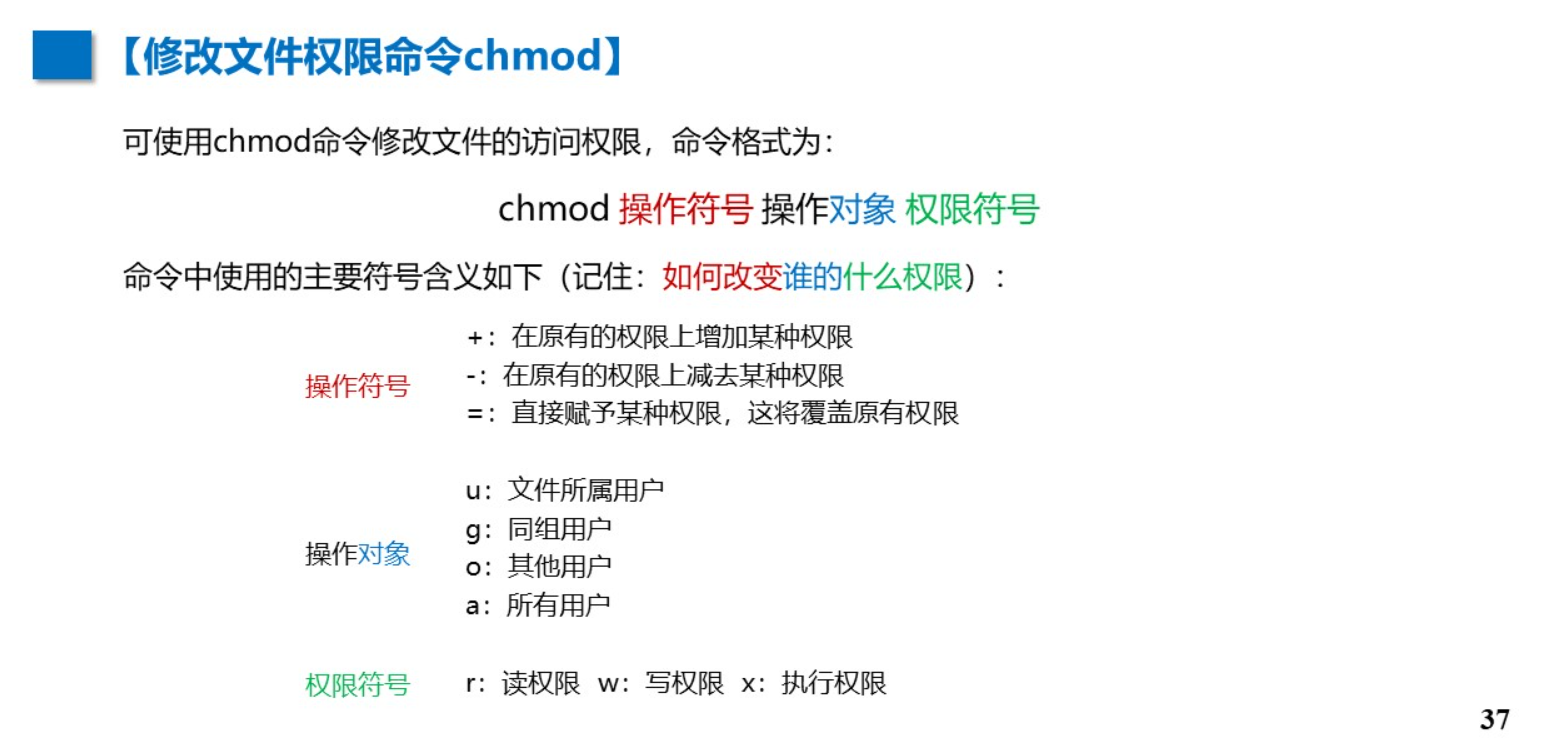 【修改文件权限命令chmod】
可使用chmod命令修改文件的访问权限，命令格式为：
chmod 操作符号 操作对象 权限符号
命令中使用的主要符号含义如下（记住：如何改变谁的什么权限）：
操作符号
+：在原有的权限上增加某种权限
-：在原有的权限上减去某种权限
=：直接赋予某种权限，这将覆盖原有权限
操作对象
u：文件所属用户
g：同组用户
o：其他用户
a：所有用户
权限符号 r：读权限 w：写权限 x：执行权限
37